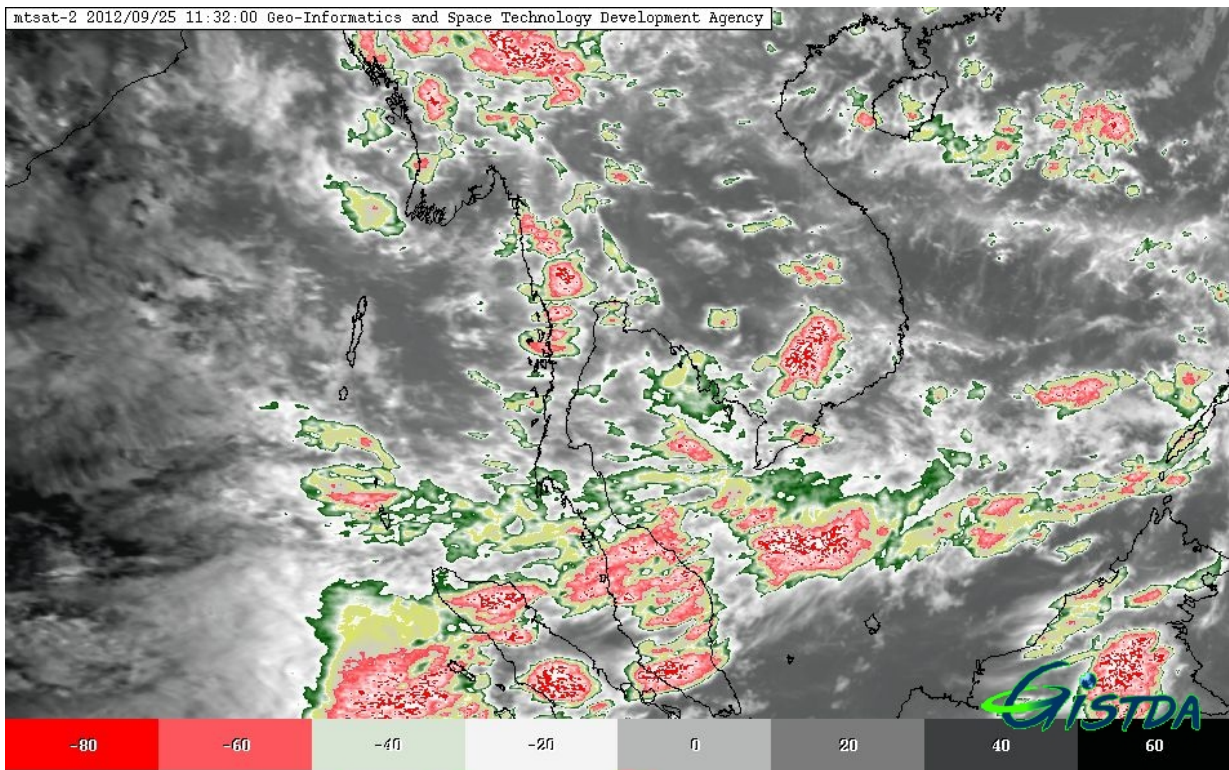 mtsat-2 2012/09/25 11:32:00 Geo-Informatics and Space Technology Development Agency
GISTDA
-80 -60 -40 -20 0 20 40 60